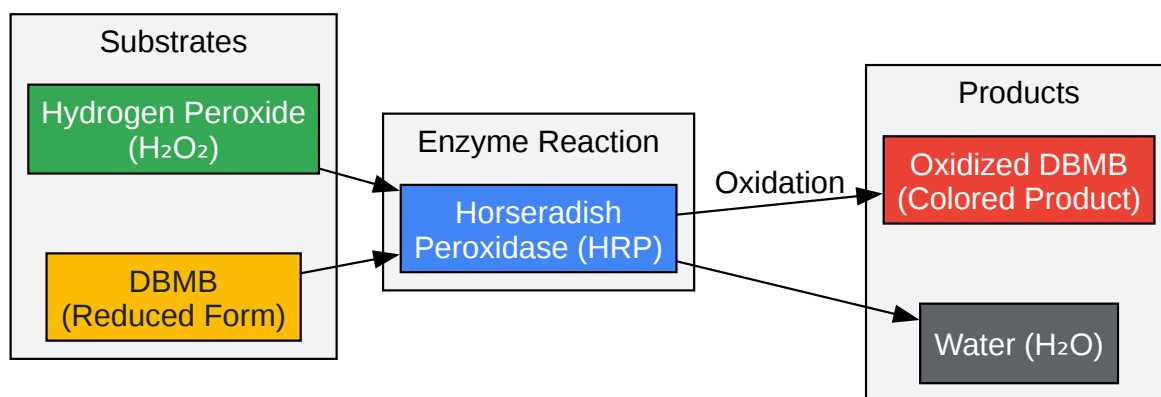 Substrates
Hydrogen Peroxide
(H₂O₂)
DBMB
(Reduced Form)
Enzyme Reaction
Horseradish
Peroxidase (HRP)
Oxidation
Products
Oxidized DBMB
(Colored Product)
Water (H₂O)